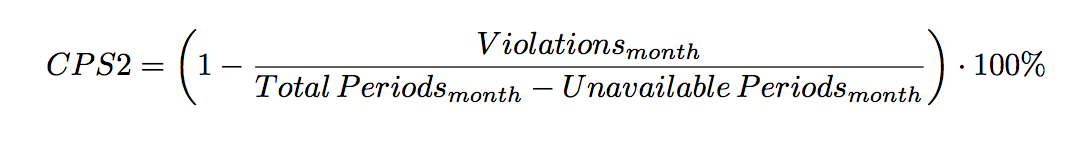 CPS2 = (1 − Violations_month / (Total Periods_month − Unavailable Periods_month)) · 100%